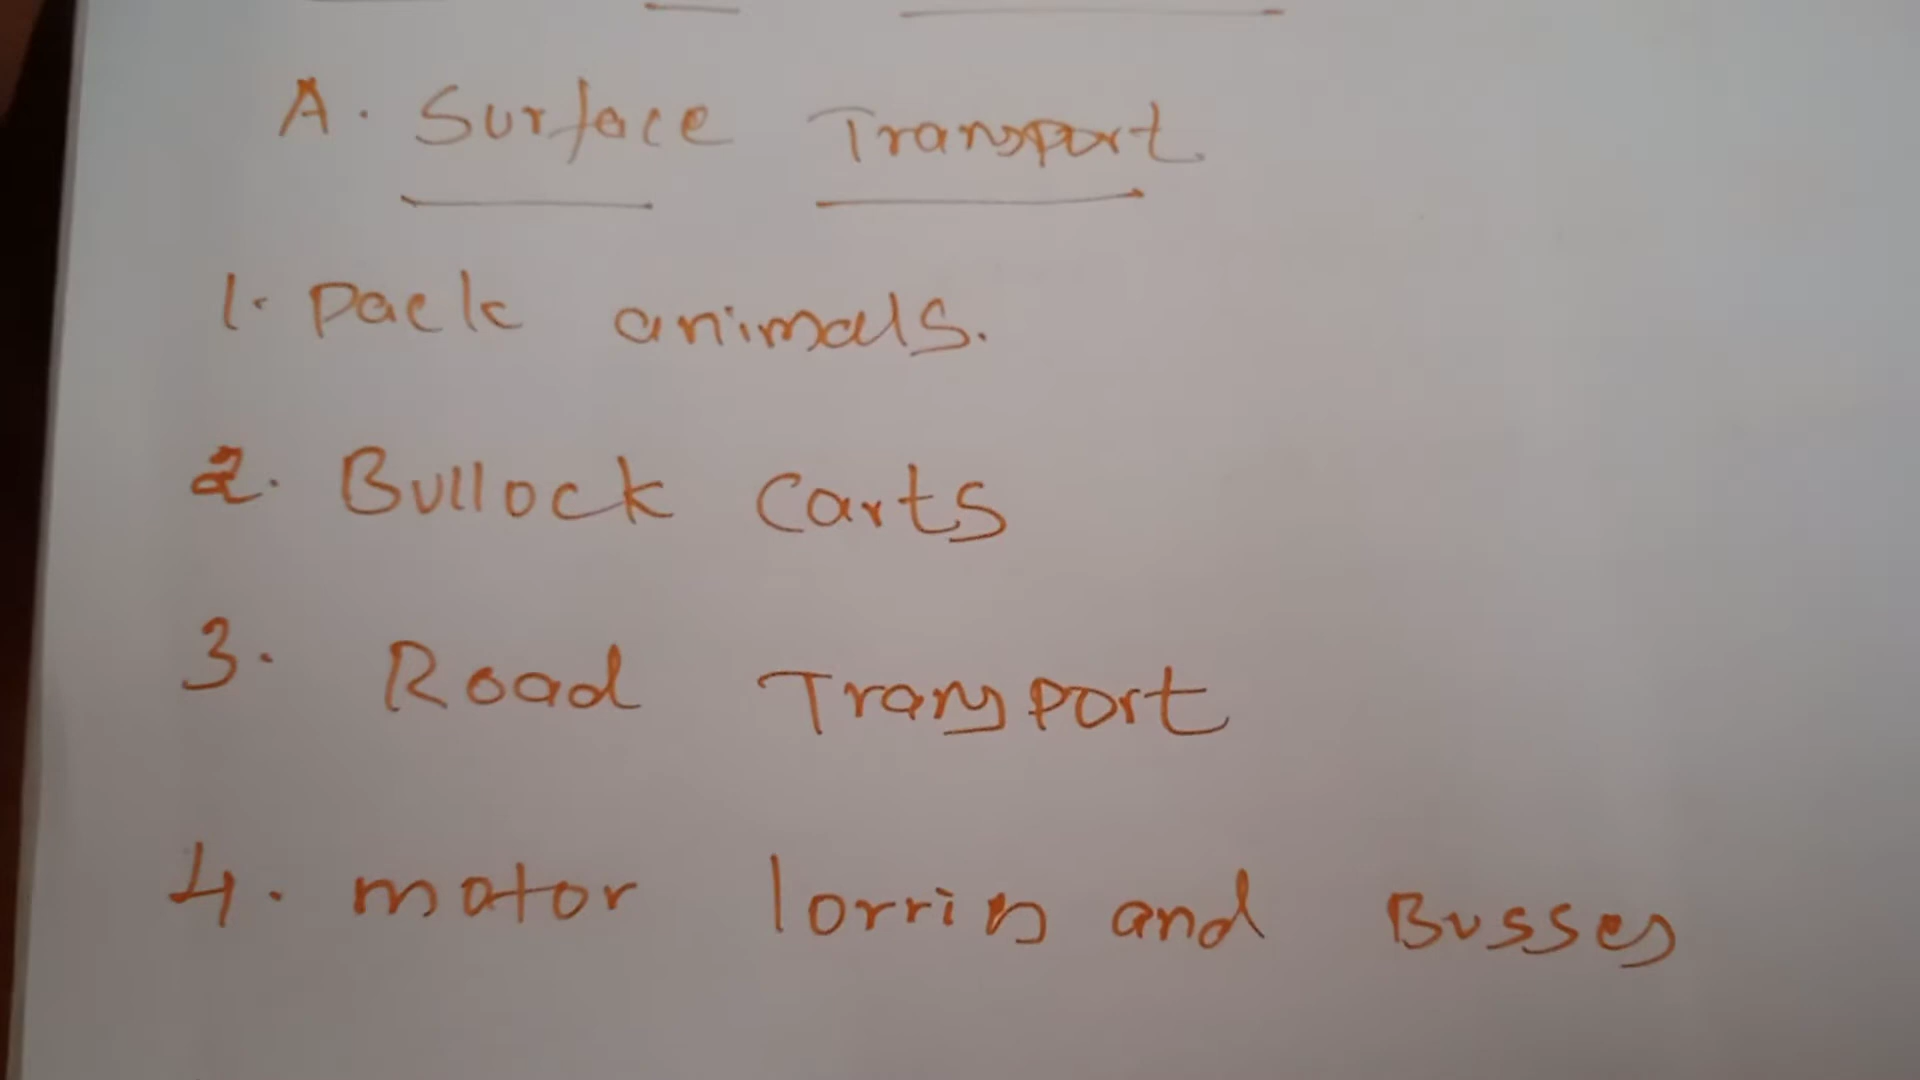 A. Surface Transport
1. Pack animals.
2. Bullock Carts
3. Road Transport
4. motor lorries and Busses